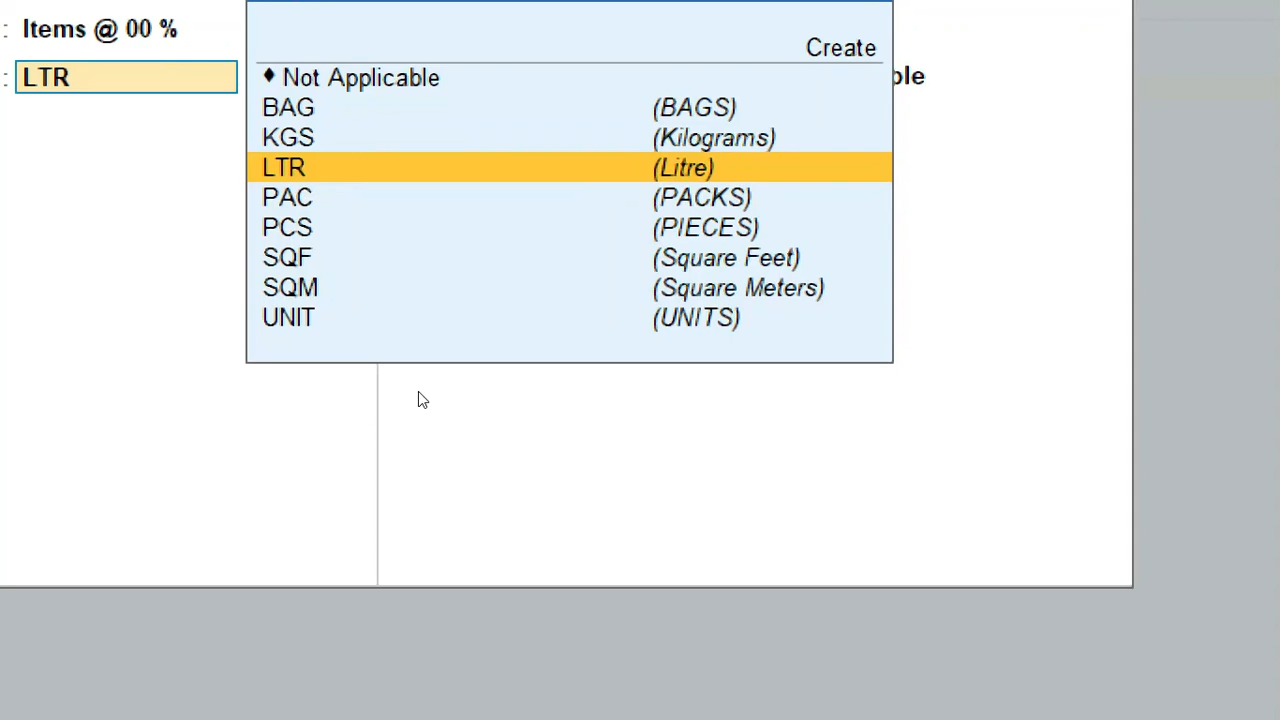 : Items @ 00 %
Create
: LTR
♦ Not Applicable
BAG (BAGS)
KGS (Kilograms)
LTR (Litre)
PAC (PACKS)
PCS (PIECES)
SQF (Square Feet)
SQM (Square Meters)
UNIT (UNITS)